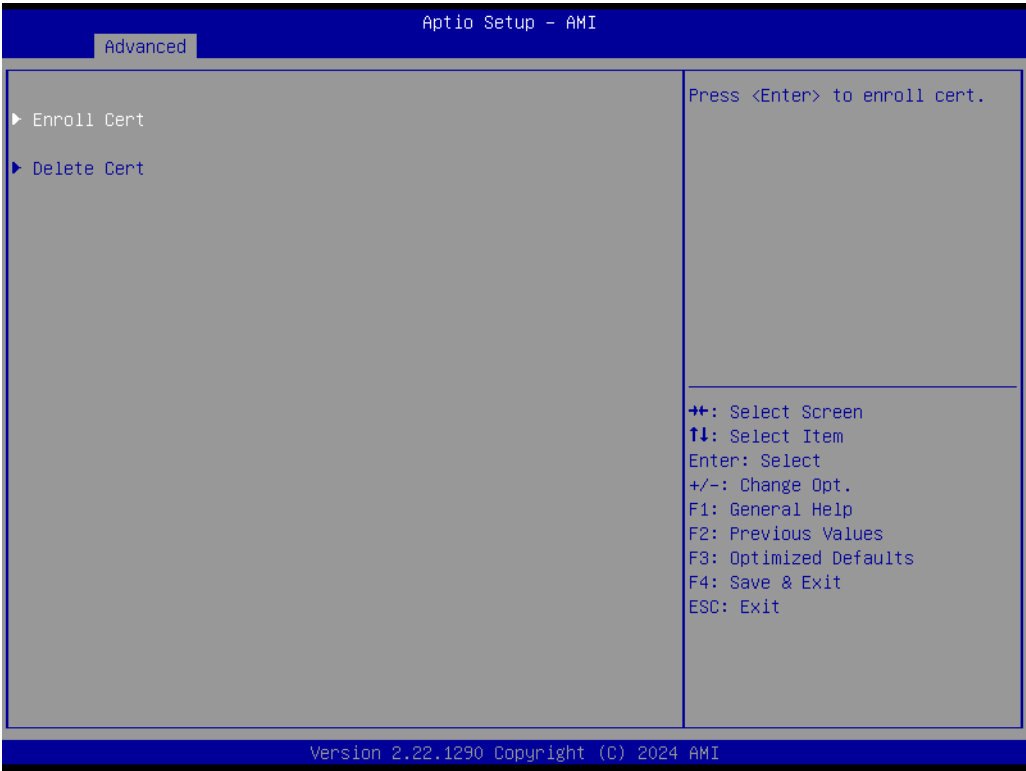 Aptio Setup – AMI
Advanced
▶ Enroll Cert
▶ Delete Cert
Press <Enter> to enroll cert.
→←: Select Screen
↑↓: Select Item
Enter: Select
+/-: Change Opt.
F1: General Help
F2: Previous Values
F3: Optimized Defaults
F4: Save & Exit
ESC: Exit
Version 2.22.1290 Copyright (C) 2024 AMI